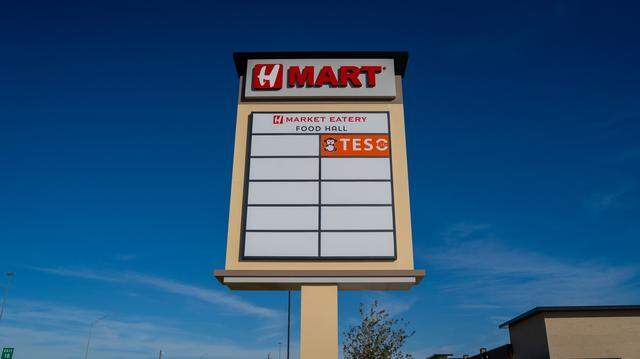 H MART
H MARKET EATERY
FOOD HALL
TESO